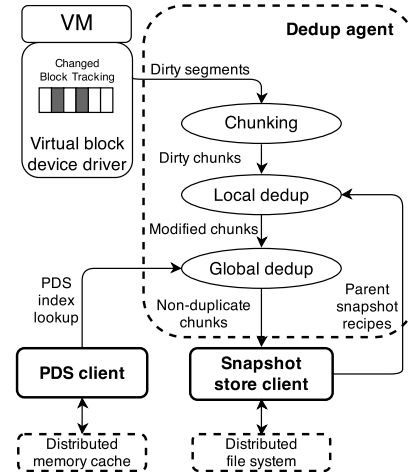 VM
Dedup agent
Changed
Block Tracking
Dirty segments
Virtual block
device driver
Chunking
Dirty chunks
Local dedup
Modified chunks
Global dedup
PDS
index
lookup
Non-duplicate
chunks
Parent
snapshot
recipes
PDS client
Snapshot
store client
Distributed
memory cache
Distributed
file system